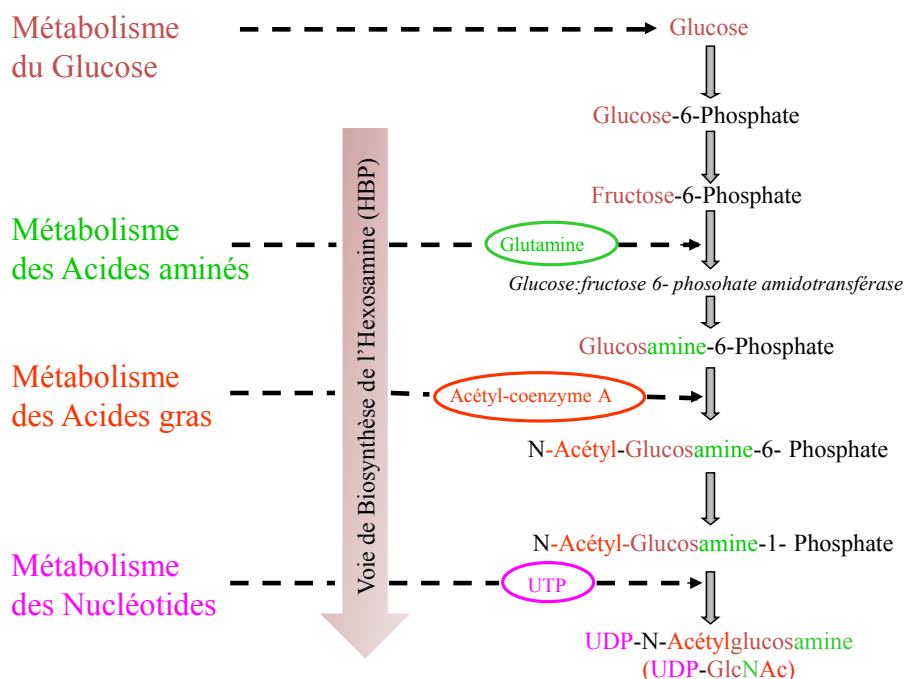 Métabolisme
du Glucose
Glucose
Glucose-6-Phosphate
Fructose-6-Phosphate
Voie de Biosynthèse de l'Hexosamine (HBP)
Métabolisme
des Acides aminés
Glutamine
Glucose:fructose 6- phosohate amidotransférase
Glucosamine-6-Phosphate
Métabolisme
des Acides gras
Acétyl-coenzyme A
N-Acétyl-Glucosamine-6- Phosphate
N-Acétyl-Glucosamine-1- Phosphate
Métabolisme
des Nucléotides
UTP
UDP-N-Acétylglucosamine
(UDP-GlcNAc)